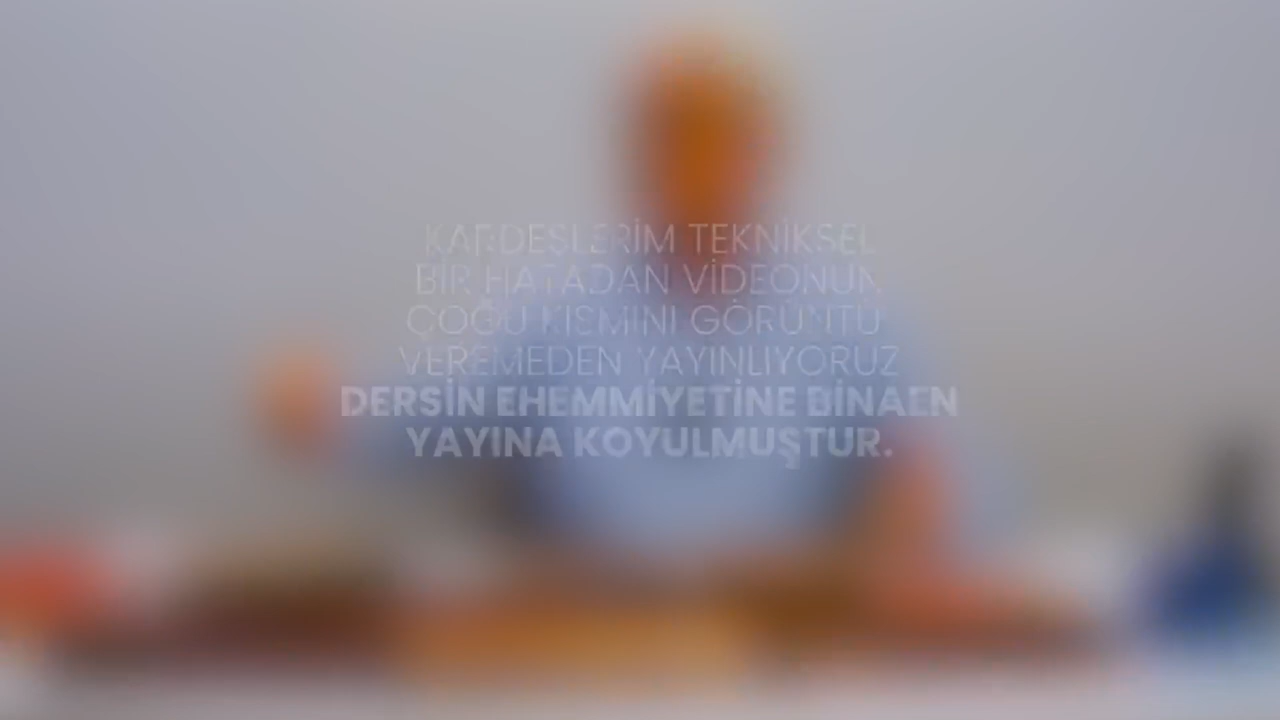 KARDEŞLERİM TEKNİKSEL
BİR HATADAN VİDEONUN
ÇOĞU KISMINI GÖRÜNTÜ
VEREMEDEN YAYINLIYORUZ
DERSİN EHEMMİYETİNE BİNAEN
YAYINA KOYULMUŞTUR.